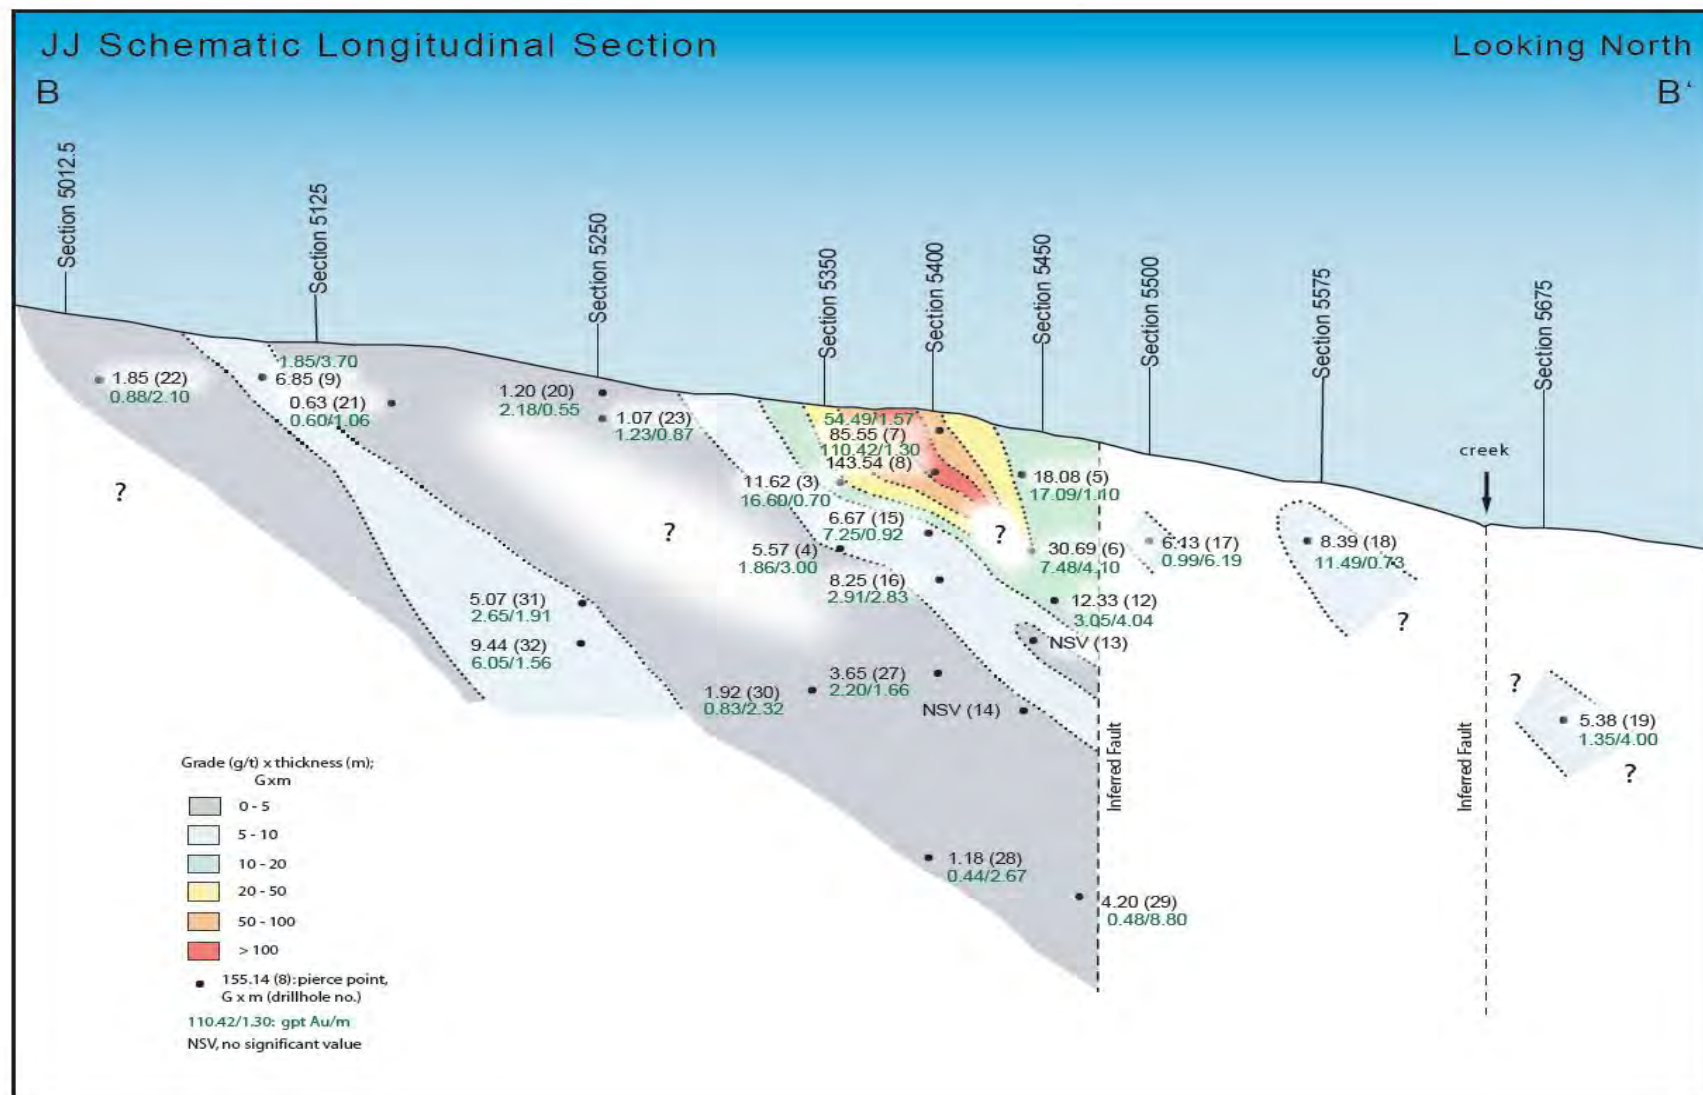 JJ Schematic Longitudinal Section
Looking North
B
B'
Section 5012.5
Section 5125
Section 5250
Section 5350
Section 5400
Section 5450
Section 5500
Section 5575
Section 5675
creek
1.85 (22)
0.88/2.10
1.85/3.70
6.85 (9)
0.63 (21)
0.60/1.06
1.20 (20)
2.18/0.55
1.07 (23)
1.23/0.87
54.49/1.57
85.55 (7)
110.42/1.30
143.54 (8)
11.62 (3)
16.60/0.70
18.08 (5)
17.09/1.10
6.67 (15)
7.25/0.92
5.57 (4)
1.86/3.00
30.69 (6)
7.48/4.10
6.13 (17)
0.99/6.19
8.39 (18)
11.49/0.73
8.25 (16)
2.91/2.83
12.33 (12)
3.05/4.04
NSV (13)
5.07 (31)
2.65/1.91
9.44 (32)
6.05/1.56
3.65 (27)
2.20/1.66
1.92 (30)
0.83/2.32
NSV (14)
5.38 (19)
1.35/4.00
1.18 (28)
0.44/2.67
4.20 (29)
0.48/8.80
?
?
?
?
?
?
Inferred Fault
Inferred Fault
Grade (g/t) x thickness (m);
Gxm
0 - 5
5 - 10
10 - 20
20 - 50
50 - 100
> 100
155.14 (8): pierce point,
G x m (drillhole no.)
110.42/1.30: gpt Au/m
NSV, no significant value